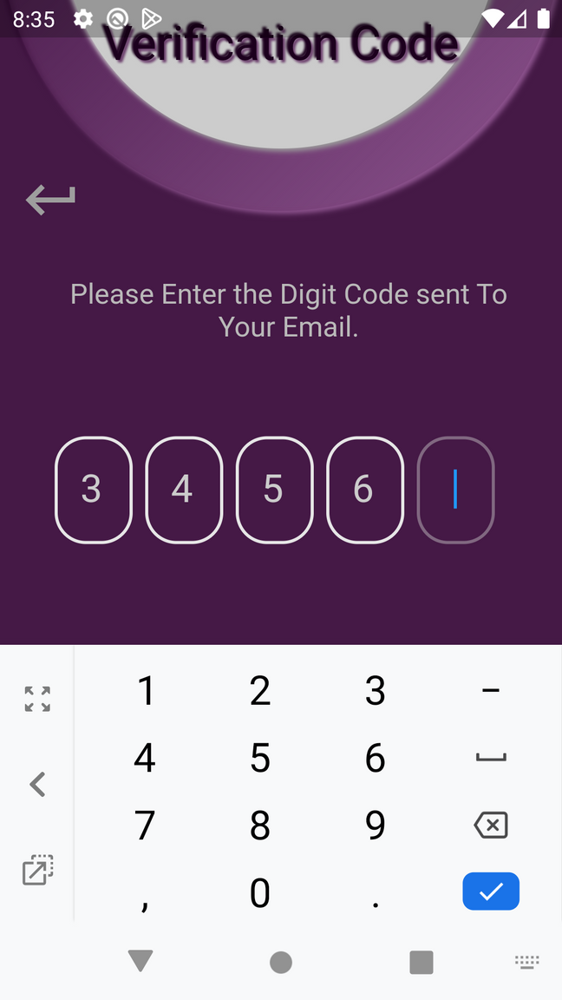 8:35
Verification Code
Please Enter the Digit Code sent To
Your Email.
3 4 5 6
1 2 3 -
4 5 6
7 8 9
, 0 .